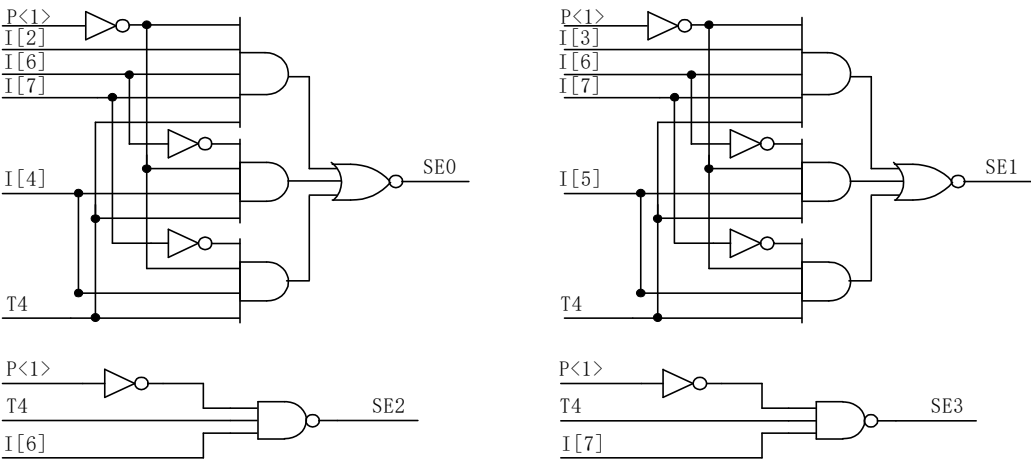 P<1>
I[2]
I[6]
I[7]
I[4]
SE0
T4
P<1>
I[3]
I[6]
I[7]
I[5]
SE1
T4
P<1>
T4
SE2
I[6]
P<1>
T4
SE3
I[7]